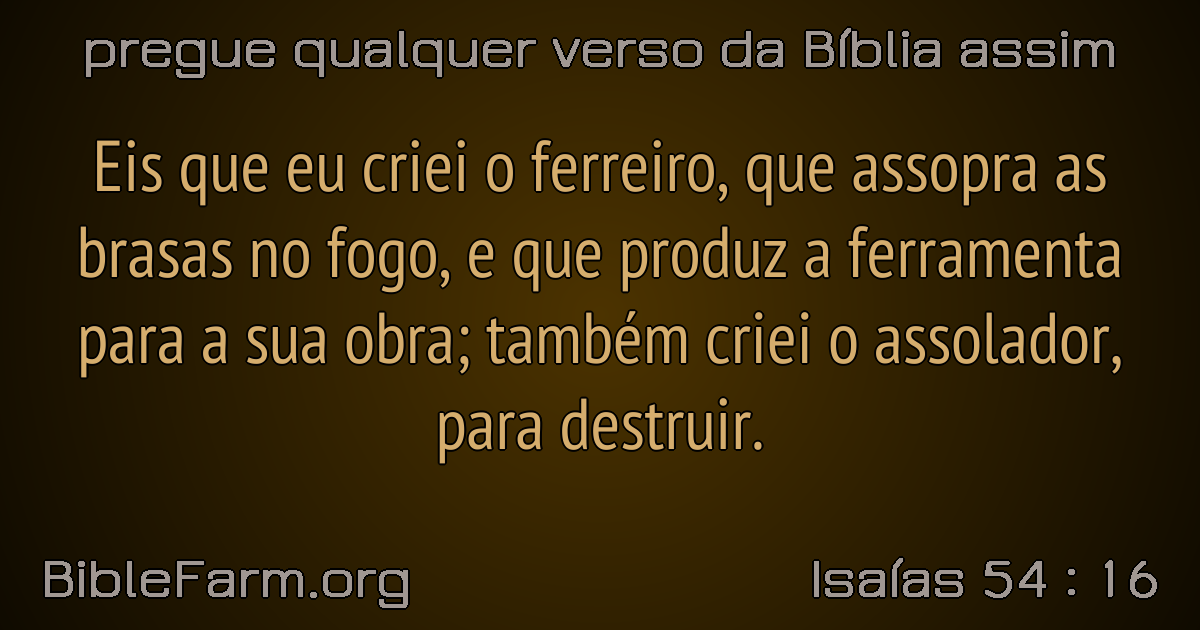 pregue qualquer verso da Bíblia assim
Eis que eu criei o ferreiro, que assopra as
brasas no fogo, e que produz a ferramenta
para a sua obra; também criei o assolador,
para destruir.
BibleFarm.org
Isaías 54 : 16